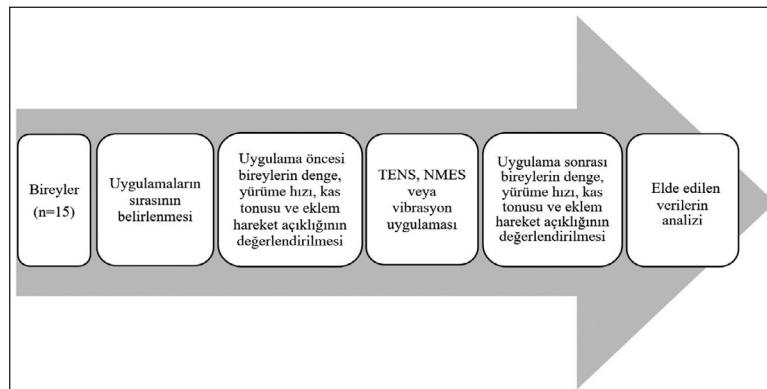 Bireyler
(n=15)
Uygulamaların
sırasının
belirlenmesi
Uygulama öncesi
bireylerin denge,
yürüme hızı, kas
tonusu ve eklem
hareket açıklığının
değerlendirilmesi
TENS, NMES
veya
vibrasyon
uygulaması
Uygulama sonrası
bireylerin denge,
yürüme hızı, kas
tonusu ve eklem
hareket açıklığının
değerlendirilmesi
Elde edilen
verilerin
analizi